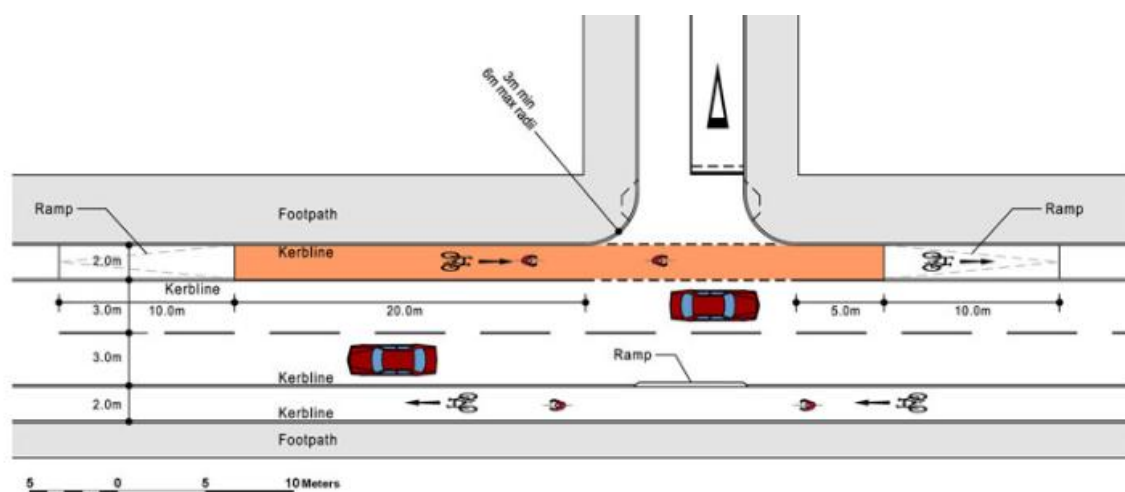 3m min
6m max radii
Ramp
Footpath
Ramp
Kerbline
2.0m
Kerbline
3.0m
10.0m
20.0m
5.0m
10.0m
3.0m
Ramp
Kerbline
2.0m
Kerbline
Footpath
5 0 5 10 Meters